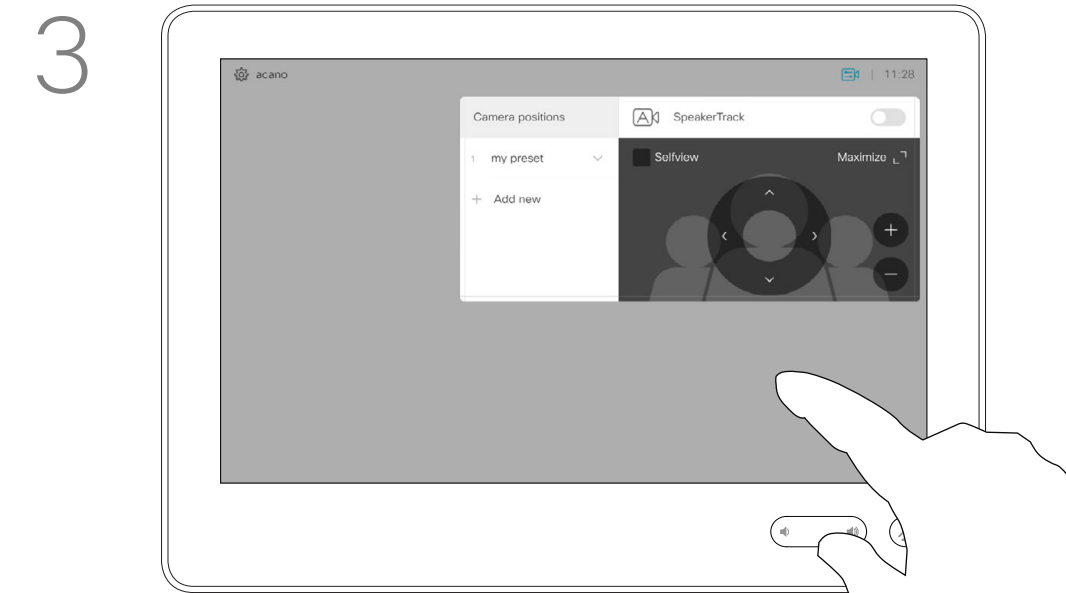 3
acano | 11:28
Camera positions SpeakerTrack
1 my preset Selfview Maximize
+ Add new